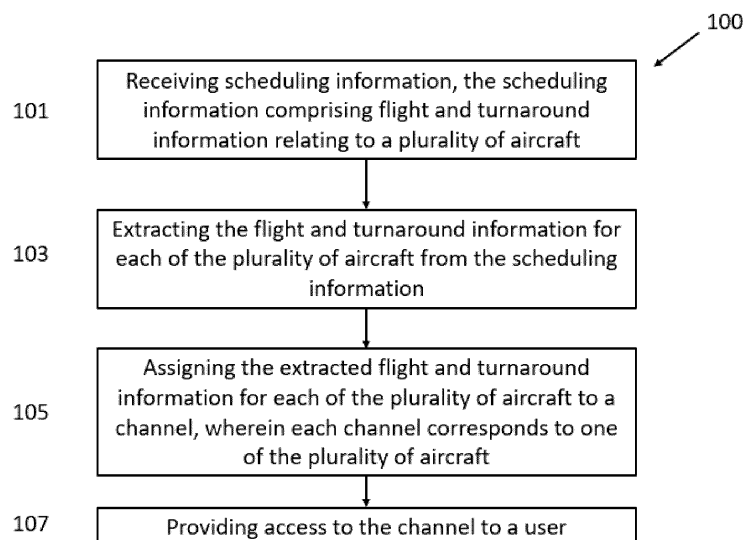 100
101
Receiving scheduling information, the scheduling
information comprising flight and turnaround
information relating to a plurality of aircraft
103
Extracting the flight and turnaround information for
each of the plurality of aircraft from the scheduling
information
105
Assigning the extracted flight and turnaround
information for each of the plurality of aircraft to a
channel, wherein each channel corresponds to one
of the plurality of aircraft
107
Providing access to the channel to a user